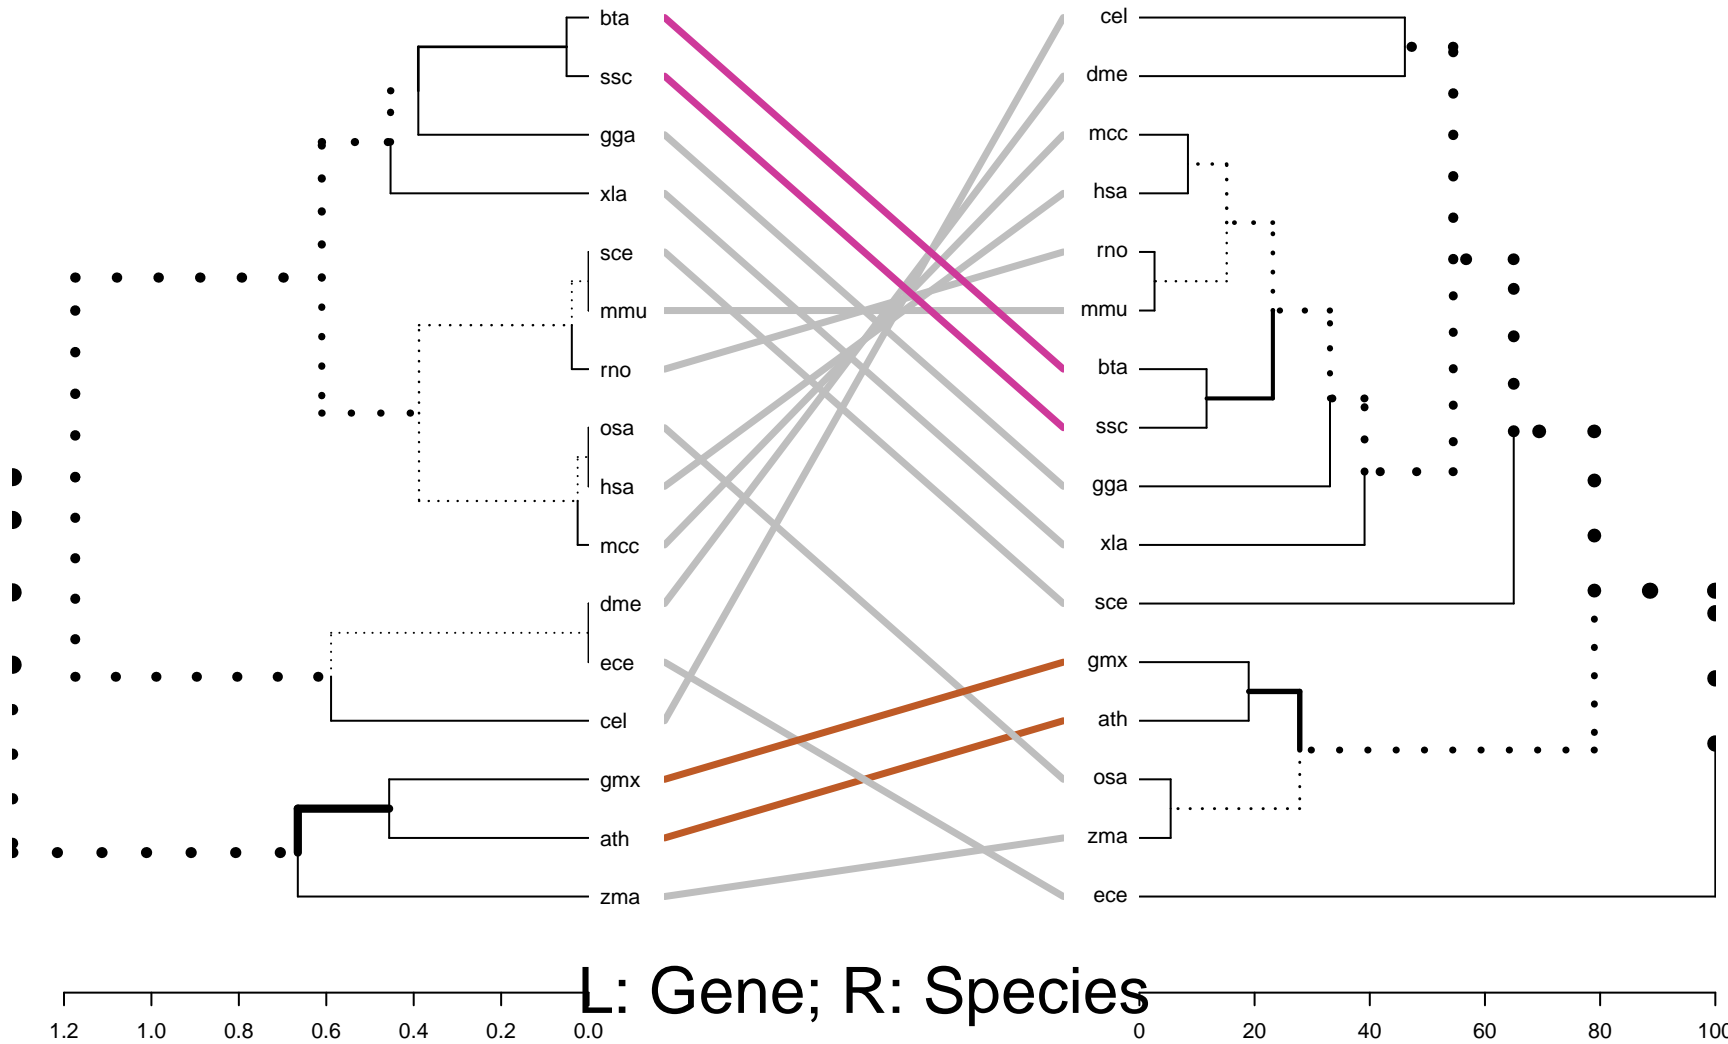 bta
ssc
gga
xla
sce
mmu
rno
osa
hsa
mcc
dme
ece
cel
gmx
ath
zma
cel
dme
mcc
hsa
rno
mmu
bta
ssc
gga
xla
sce
gmx
ath
osa
zma
ece
L: Gene; R: Species
1.2 1.0 0.8 0.6 0.4 0.2 0.0
0 20 40 60 80 100